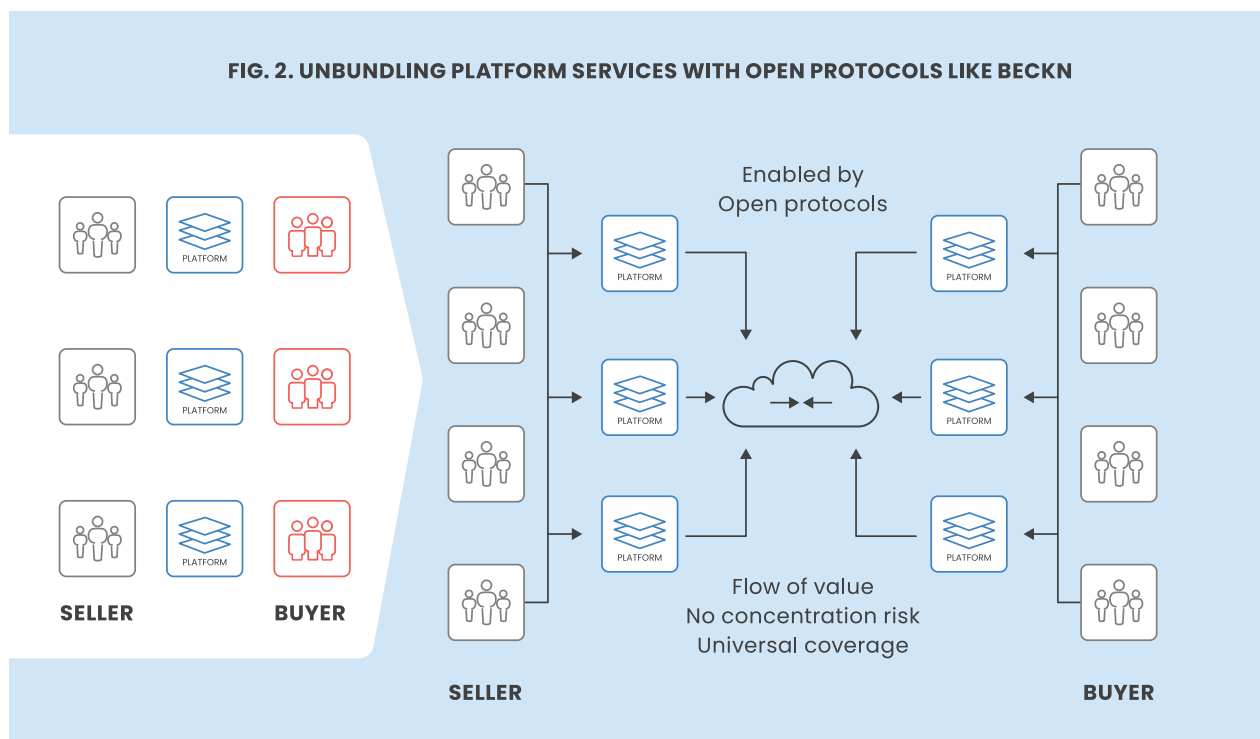 FIG. 2. UNBUNDLING PLATFORM SERVICES WITH OPEN PROTOCOLS LIKE BECKN
PLATFORM
PLATFORM
PLATFORM
SELLER
BUYER
Enabled by
Open protocols
PLATFORM
PLATFORM
PLATFORM
PLATFORM
PLATFORM
PLATFORM
Flow of value
No concentration risk
Universal coverage
SELLER
BUYER